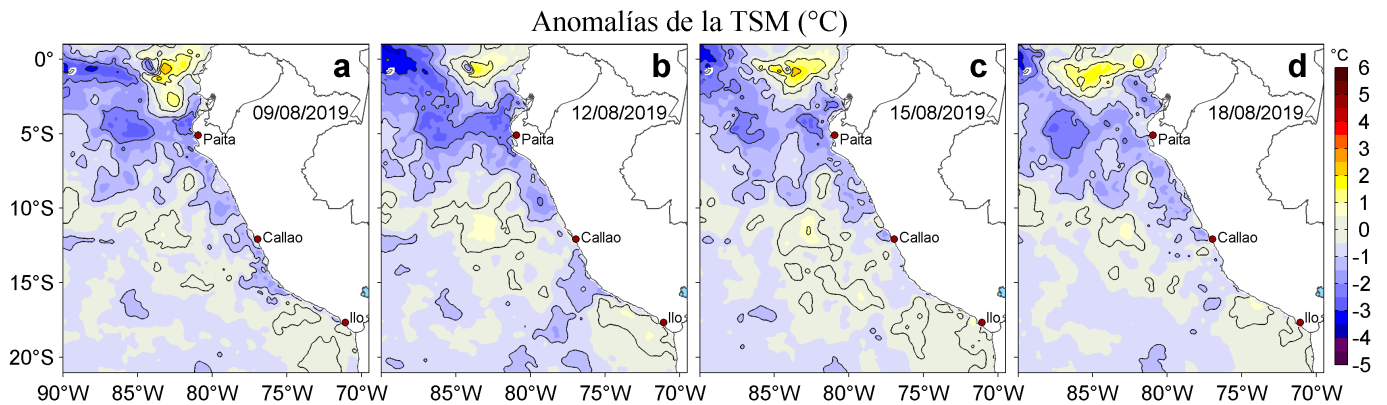 Anomalías de la TSM (°C)
a
09/08/2019
Paita
Callao
Ilo
b
12/08/2019
Paita
Callao
Ilo
c
15/08/2019
Paita
Callao
Ilo
d
18/08/2019
Paita
Callao
Ilo
0°
5°S
10°S
15°S
20°S
90°W 85°W 80°W 75°W 70°W
85°W 80°W 75°W 70°W
85°W 80°W 75°W 70°W
85°W 80°W 75°W 70°W
°C
6
5
4
3
2
1
0
-1
-2
-3
-4
-5